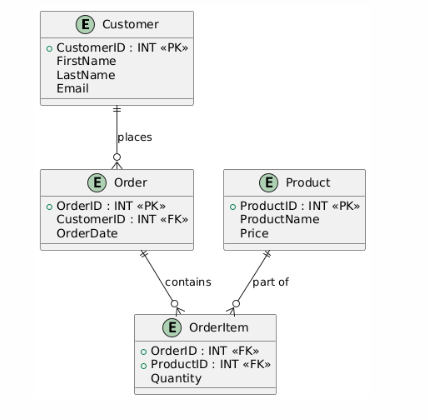 E Customer
CustomerID : INT «PK»
FirstName
LastName
Email
places
E Order
OrderID : INT «PK»
CustomerID : INT «FK»
OrderDate
E Product
ProductID : INT «PK»
ProductName
Price
contains
part of
E OrderItem
OrderID : INT «FK»
ProductID : INT «FK»
Quantity